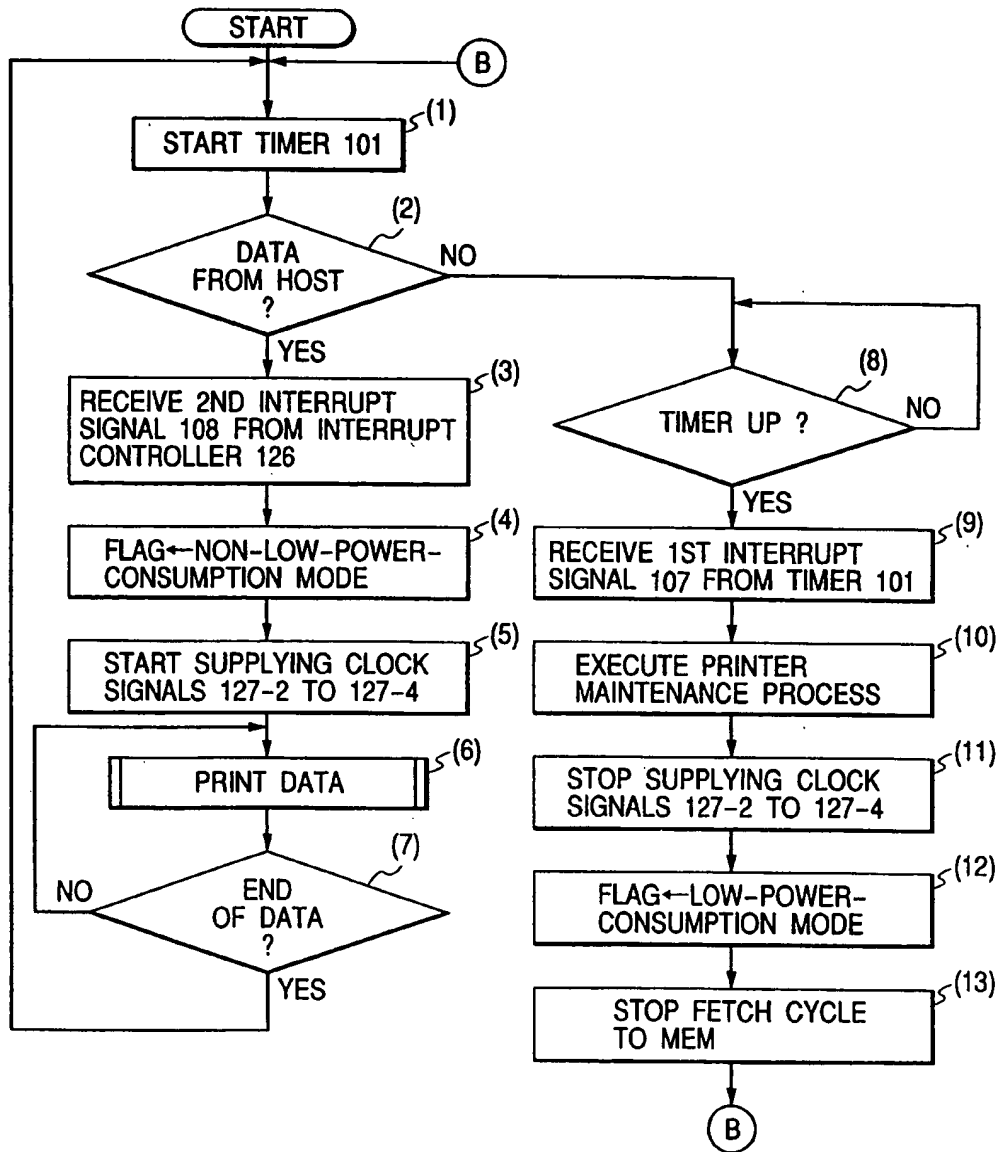 START
B
(1)
START TIMER 101
(2)
DATA
FROM HOST
?
NO
YES
(3)
RECEIVE 2ND INTERRUPT
SIGNAL 108 FROM INTERRUPT
CONTROLLER 126
(4)
FLAG←NON-LOW-POWER-
CONSUMPTION MODE
(5)
START SUPPLYING CLOCK
SIGNALS 127-2 TO 127-4
(6)
PRINT DATA
(7)
NO
END
OF DATA
?
YES
(8)
TIMER UP ?
NO
YES
(9)
RECEIVE 1ST INTERRUPT
SIGNAL 107 FROM TIMER 101
(10)
EXECUTE PRINTER
MAINTENANCE PROCESS
(11)
STOP SUPPLYING CLOCK
SIGNALS 127-2 TO 127-4
(12)
FLAG←LOW-POWER-
CONSUMPTION MODE
(13)
STOP FETCH CYCLE
TO MEM
B